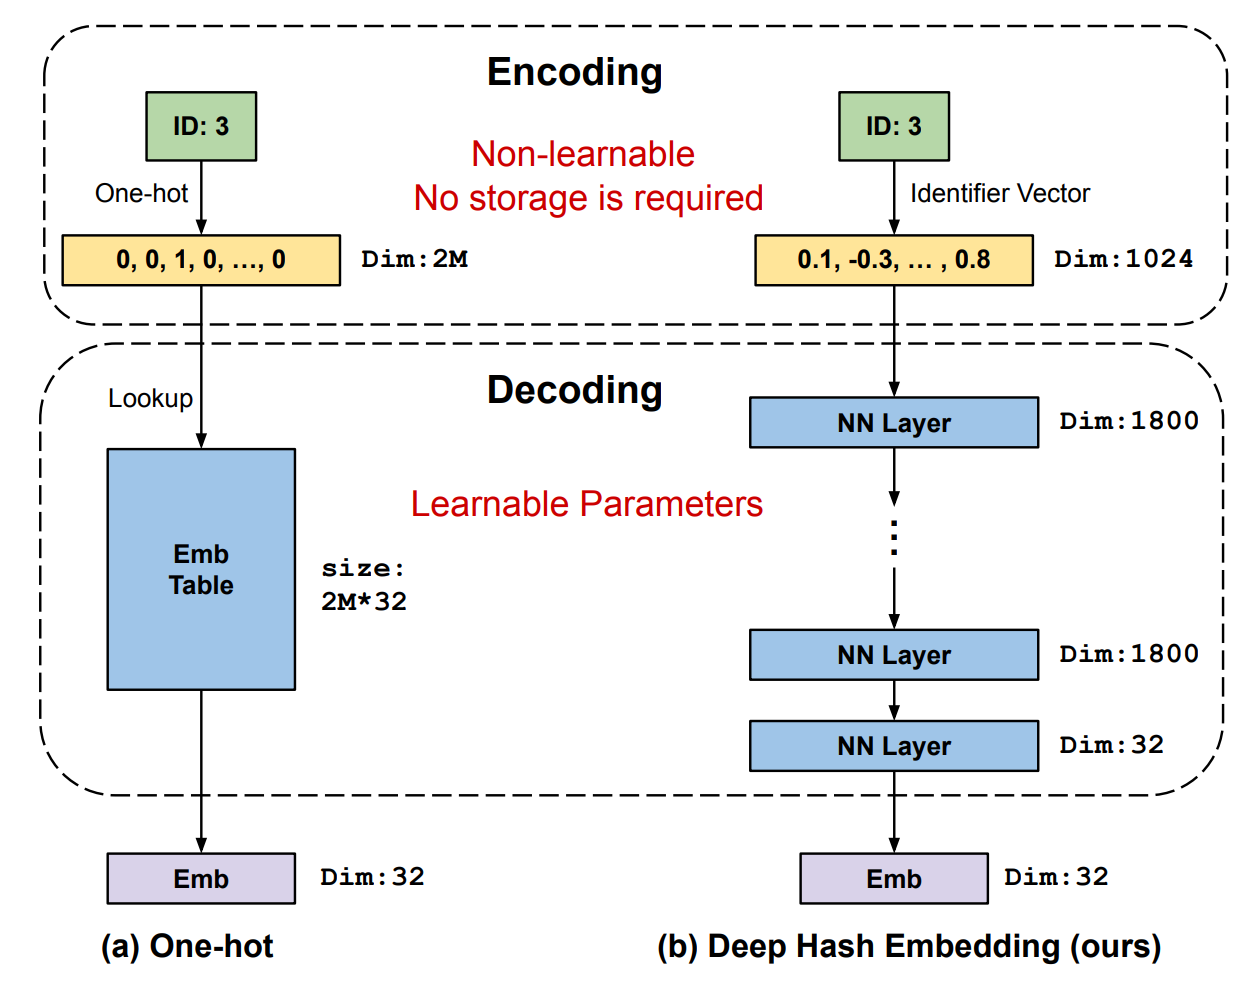 Encoding
ID: 3
ID: 3
Non-learnable
No storage is required
One-hot
Identifier Vector
0, 0, 1, 0, ..., 0
Dim:2M
0.1, -0.3, ... , 0.8
Dim:1024
Decoding
Lookup
NN Layer
Dim:1800
Learnable Parameters
⋮
Emb
Table
size:
2M*32
NN Layer
Dim:1800
NN Layer
Dim:32
Emb
Dim:32
Emb
Dim:32
(a) One-hot
(b) Deep Hash Embedding (ours)